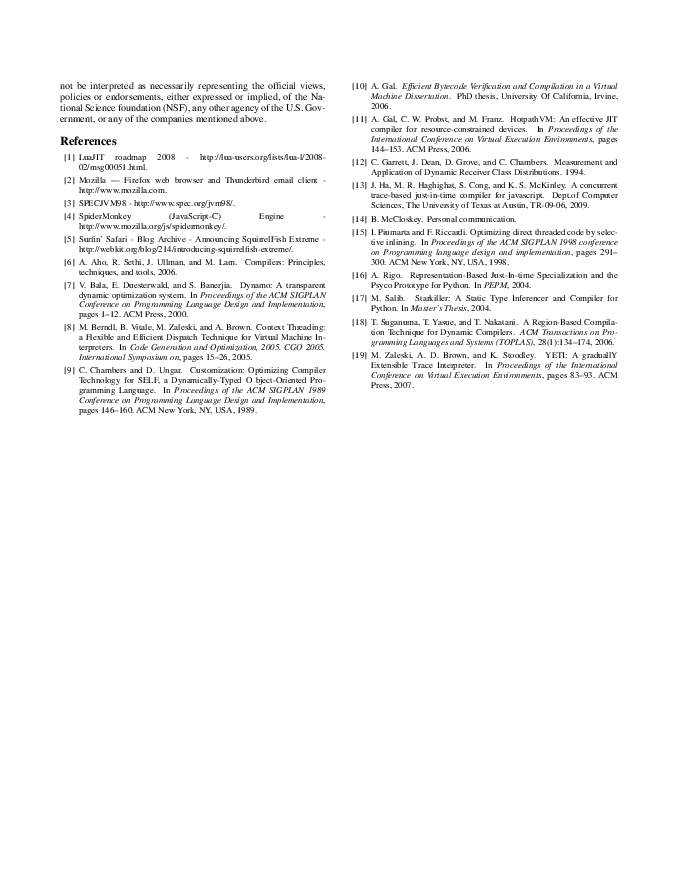 not be interpreted as necessarily representing the official views,
policies or endorsements, either expressed or implied, of the Na-
tional Science foundation (NSF), any other agency of the U.S. Gov-
ernment, or any of the companies mentioned above.
References
[1] LuaJIT roadmap 2008 - http://lua-users.org/lists/lua-l/2008-
02/msg00051.html.
[2] Mozilla — Firefox web browser and Thunderbird email client -
http://www.mozilla.com.
[3] SPECJVM98 - http://www.spec.org/jvm98/.
[4] SpiderMonkey (JavaScript-C) Engine -
http://www.mozilla.org/js/spidermonkey/.
[5] Surfin' Safari - Blog Archive - Announcing SquirrelFish Extreme -
http://webkit.org/blog/214/introducing-squirrelfish-extreme/.
[6] A. Aho, R. Sethi, J. Ullman, and M. Lam. Compilers: Principles,
techniques, and tools, 2006.
[7] V. Bala, E. Duesterwald, and S. Banerjia. Dynamo: A transparent
dynamic optimization system. In Proceedings of the ACM SIGPLAN
Conference on Programming Language Design and Implementation,
pages 1–12. ACM Press, 2000.
[8] M. Berndl, B. Vitale, M. Zaleski, and A. Brown. Context Threading:
a Flexible and Efficient Dispatch Technique for Virtual Machine In-
terpreters. In Code Generation and Optimization, 2005. CGO 2005.
International Symposium on, pages 15–26, 2005.
[9] C. Chambers and D. Ungar. Customization: Optimizing Compiler
Technology for SELF, a Dynamically-Typed O bject-Oriented Pro-
gramming Language. In Proceedings of the ACM SIGPLAN 1989
Conference on Programming Language Design and Implementation,
pages 146–160. ACM New York, NY, USA, 1989.
[10] A. Gal. Efficient Bytecode Verification and Compilation in a Virtual
Machine Dissertation. PhD thesis, University Of California, Irvine,
2006.
[11] A. Gal, C. W. Probst, and M. Franz. HotpathVM: An effective JIT
compiler for resource-constrained devices. In Proceedings of the
International Conference on Virtual Execution Environments, pages
144–153. ACM Press, 2006.
[12] C. Garrett, J. Dean, D. Grove, and C. Chambers. Measurement and
Application of Dynamic Receiver Class Distributions. 1994.
[13] J. Ha, M. R. Haghighat, S. Cong, and K. S. McKinley. A concurrent
trace-based just-in-time compiler for javascript. Dept.of Computer
Sciences, The University of Texas at Austin, TR-09-06, 2009.
[14] B. McCloskey. Personal communication.
[15] I. Piumarta and F. Riccardi. Optimizing direct threaded code by selec-
tive inlining. In Proceedings of the ACM SIGPLAN 1998 conference
on Programming language design and implementation, pages 291–
300. ACM New York, NY, USA, 1998.
[16] A. Rigo. Representation-Based Just-In-time Specialization and the
Psyco Prototype for Python. In PEPM, 2004.
[17] M. Salib. Starkiller: A Static Type Inferencer and Compiler for
Python. In Master's Thesis, 2004.
[18] T. Suganuma, T. Yasue, and T. Nakatani. A Region-Based Compila-
tion Technique for Dynamic Compilers. ACM Transactions on Pro-
gramming Languages and Systems (TOPLAS), 28(1):134–174, 2006.
[19] M. Zaleski, A. D. Brown, and K. Stoodley. YETI: A graduallY
Extensible Trace Interpreter. In Proceedings of the International
Conference on Virtual Execution Environments, pages 83–93. ACM
Press, 2007.